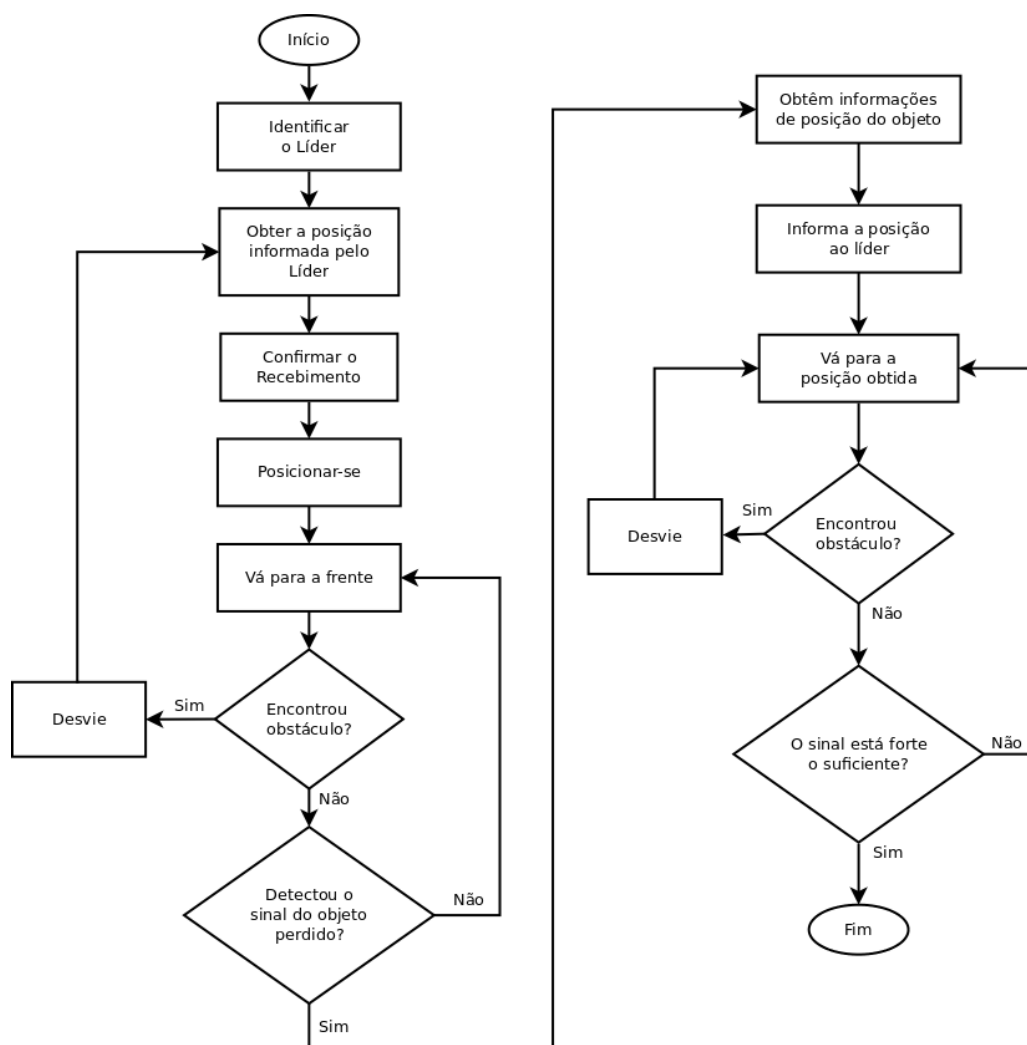 Início
Identificar
o Líder
Obter a posição
informada pelo
Líder
Confirmar o
Recebimento
Posicionar-se
Vá para a frente
Encontrou
obstáculo?
Sim
Desvie
Não
Detectou o
sinal do objeto
perdido?
Não
Sim
Obtêm informações
de posição do objeto
Informa a posição
ao líder
Vá para a
posição obtida
Encontrou
obstáculo?
Sim
Desvie
Não
O sinal está forte
o suficiente?
Não
Sim
Fim